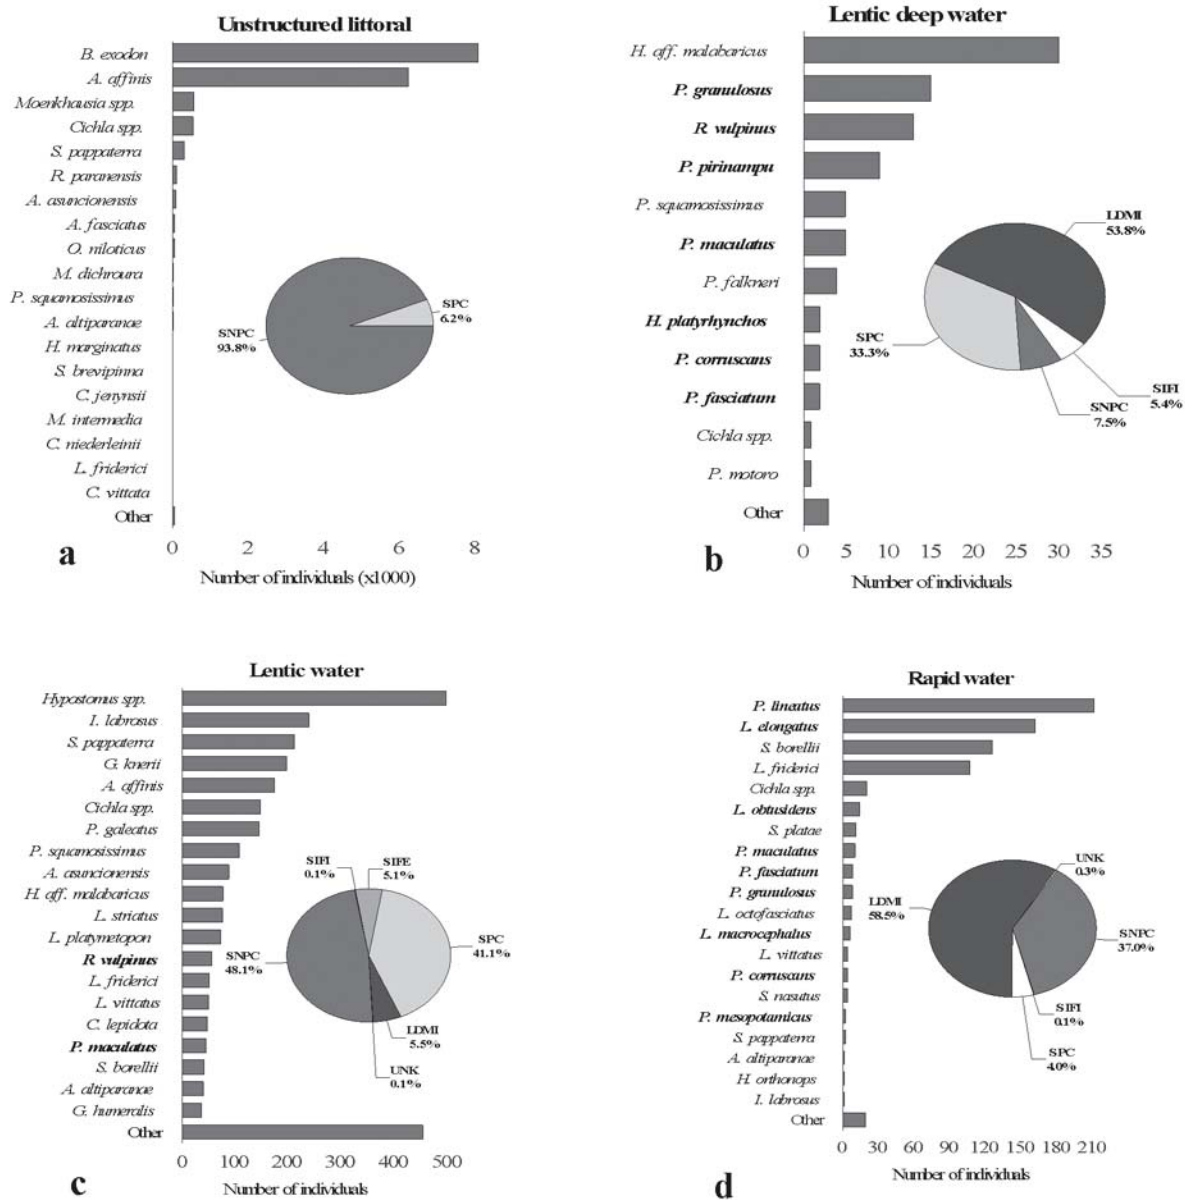 Unstructured littoral
B. exodon
A. affinis
Moenkhausia spp.
Cichla spp.
S. pappaterra
R. paranensis
A. asuncionensis
A. fasciatus
O. niloticus
M. dichroura
P. squamosissimus
A. altiparanae
H. marginatus
S. brevipinna
C. jenynsii
M. intermedia
C. niederleinii
L. friderici
C. vittata
Other
SNPC
93.8%
SPC
6.2%
0 2 4 6 8
Number of individuals (x1000)
a
Lentic deep water
H. aff. malabaricus
P. granulosus
R. vulpinus
P. pirinampu
P. squamosissimus
P. maculatus
P. falkneri
H. platyrhynchos
P. corruscans
P. fasciatum
Cichla spp.
P. motoro
Other
LDMI
53.8%
SPC
33.3%
SIFI
5.4%
SNPC
7.5%
0 5 10 15 20 25 30 35
Number of individuals
b
Lentic water
Hypostomus spp.
I. labrosus
S. pappaterra
G. knerii
A. affinis
Cichla spp.
P. galeatus
P. squamosissimus
A. asuncionensis
H. aff. malabaricus
L. striatus
L. platymetopon
R. vulpinus
L. friderici
L. vittatus
C. lepidota
P. maculatus
S. borellii
A. altiparanae
G. humeralis
Other
SIFI
0.1%
SIFE
5.1%
SPC
41.1%
SNPC
48.1%
LDMI
5.5%
UNK
0.1%
0 100 200 300 400 500
Number of individuals
c
Rapid water
P. lineatus
L. elongatus
S. borellii
L. friderici
Cichla spp.
L. obtusidens
S. platae
P. maculatus
P. fasciatum
P. granulosus
L. octofasciatus
L. macrocephalus
L. vittatus
P. corruscans
S. nasutus
P. mesopotamicus
S. pappaterra
A. altiparanae
H. orthonops
I. labrosus
Other
UNK
0.3%
LDMI
58.5%
SNPC
37.0%
SIFI
0.1%
SPC
4.0%
0 30 60 90 120 150 180 210
Number of individuals
d